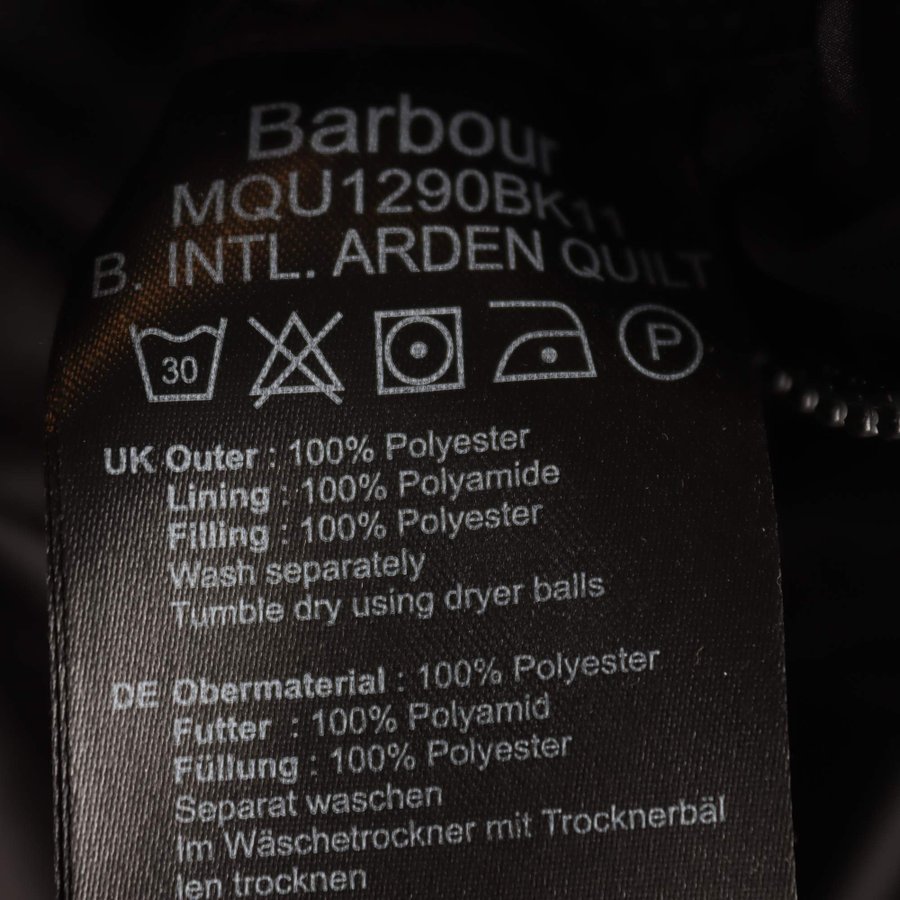 Barbour
MQU1290BK11
B. INTL. ARDEN QUILT
30 P
UK Outer : 100% Polyester
Lining : 100% Polyamide
Filling : 100% Polyester
Wash separately
Tumble dry using dryer balls
DE Obermaterial : 100% Polyester
Futter : 100% Polyamid
Füllung : 100% Polyester
Separat waschen
Im Wäschetrockner mit Trocknerbäl
len trocknen